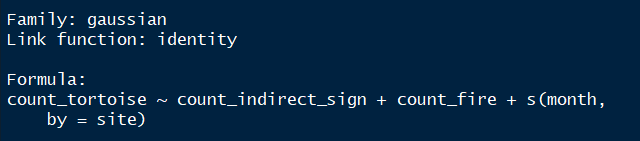 Family: gaussian
Link function: identity
Formula:
count_tortoise ~ count_indirect_sign + count_fire + s(month,
by = site)